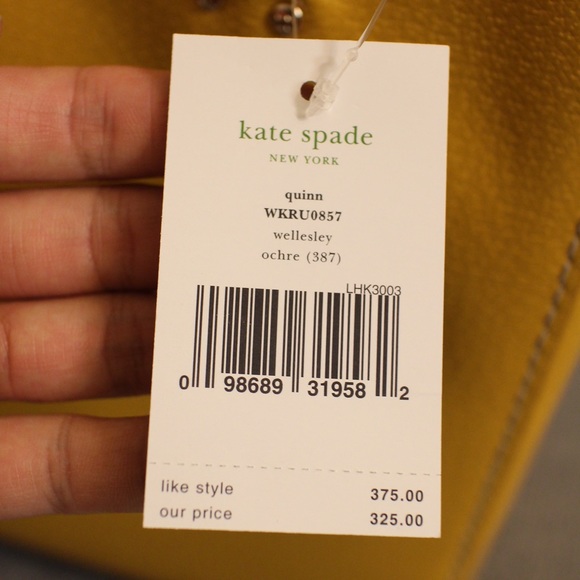 kate spade
NEW YORK
quinn
WKRU0857
wellesley
ochre (387)
LHK3003
0 98689 31958 2
like style 375.00
our price 325.00